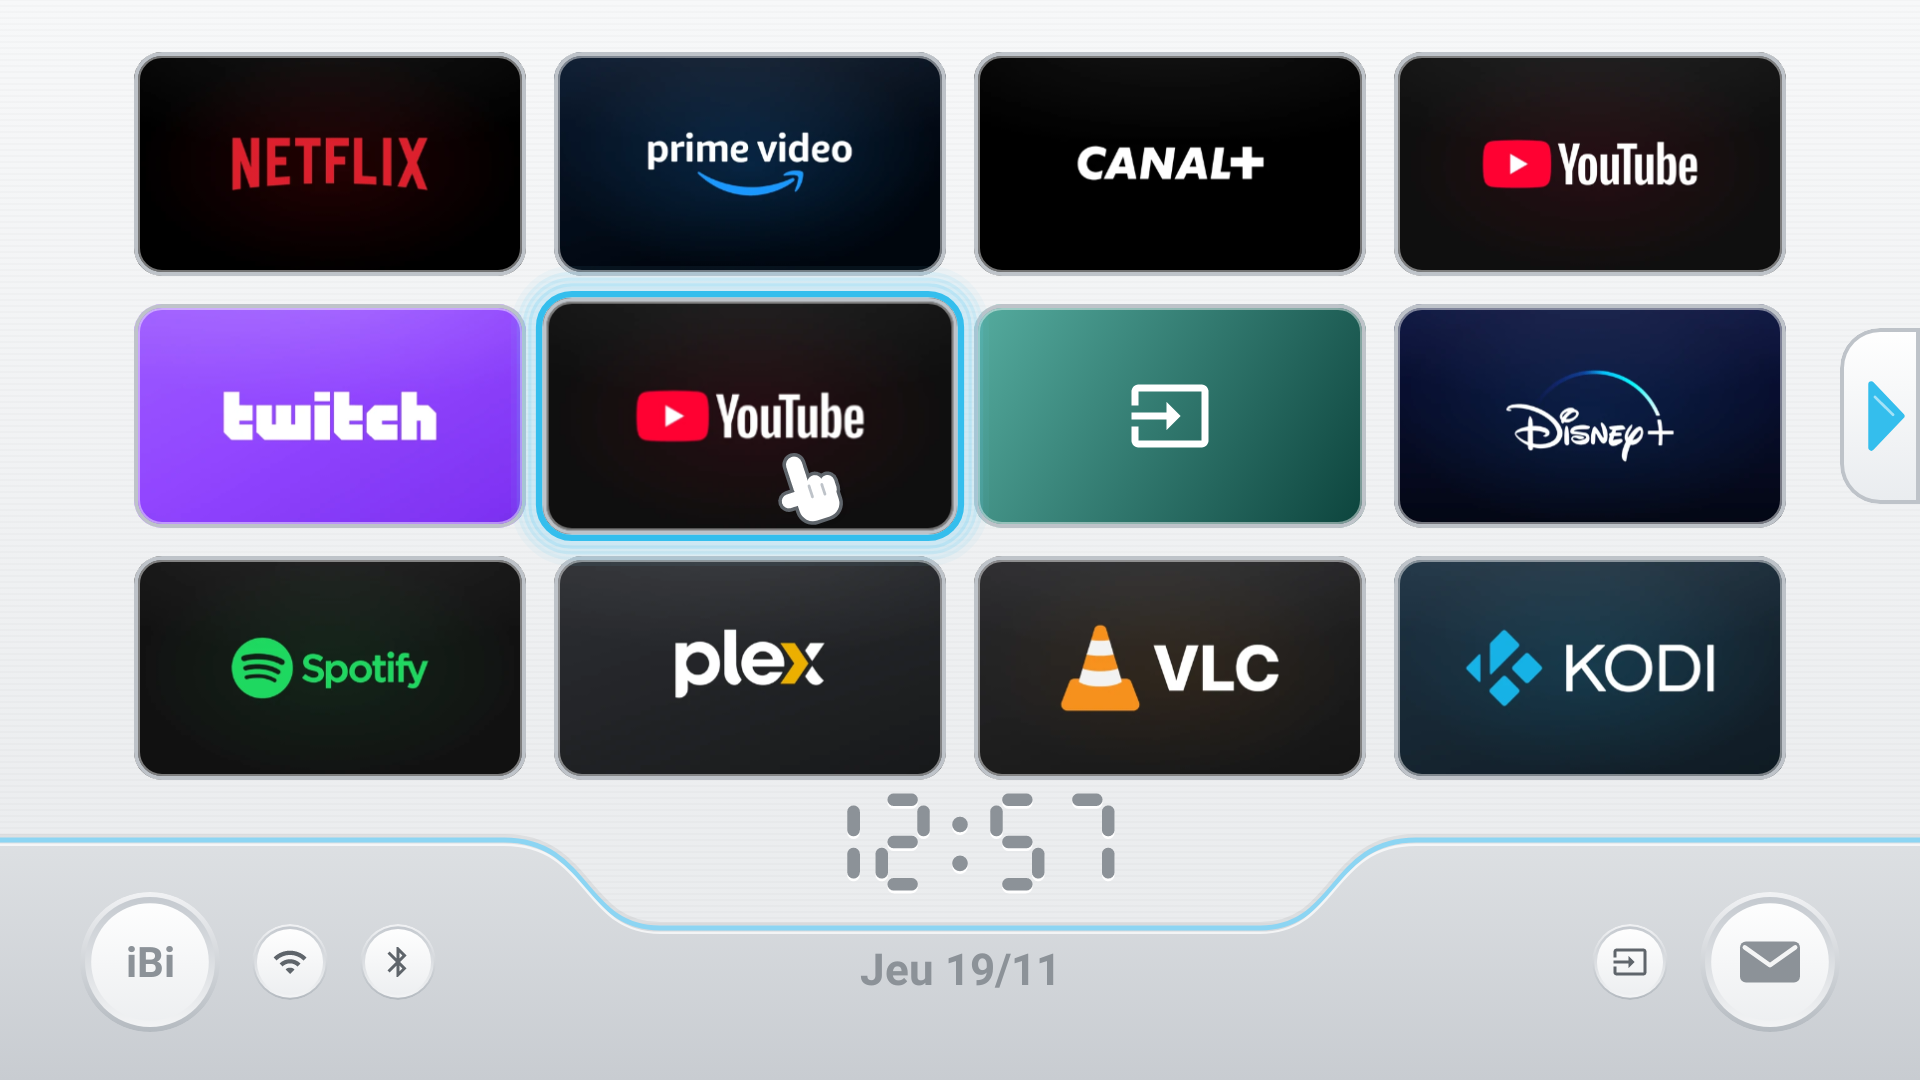 NETFLIX
prime video
CANAL+
YouTube
twitch
YouTube
Disney+
Spotify
plex
VLC
KODI
12:57
iBi
Jeu 19/11